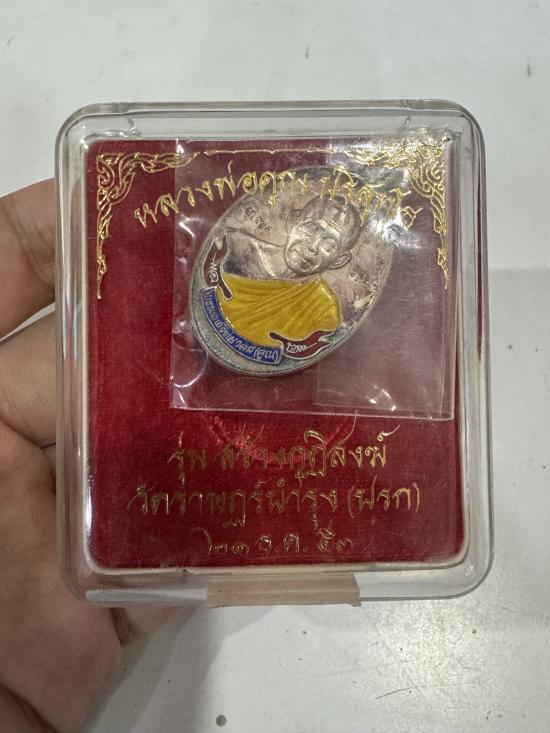 หลวงพ่อคูณ ปริสุทฺโธ
รุ่น สร้างกุฏิสงฆ์
วัดราษฎร์บำรุง (ปรก)
๒๑ ธ.ค. ๕๓